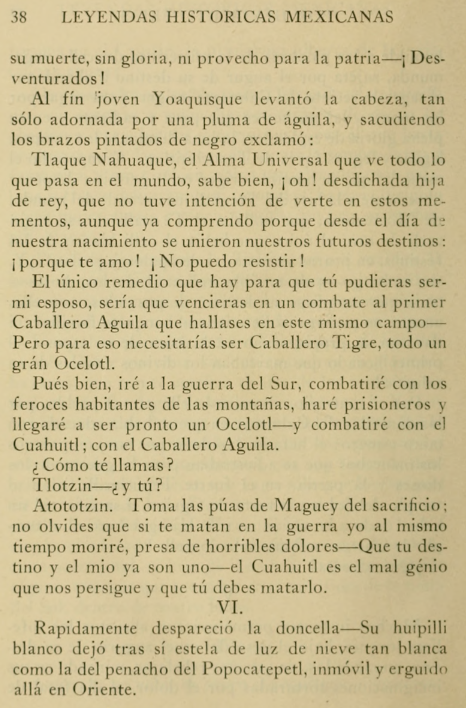 38 LEYENDAS HISTORICAS MEXICANAS
su muerte, sin gloria, ni provecho para la patria—¡ Des-
venturados !
Al fín 'joven Yoaquisque levantó la cabeza, tan
sólo adornada por una pluma de águila, y sacudiendo
los brazos pintados de negro exclamó :
Tlaque Nahuaque, el Alma Universal que ve todo lo
que pasa en el mundo, sabe bien, ¡ oh ! desdichada hija
de rey, que no tuve intención de verte en estos me-
mentos, aunque ya comprendo porque desde el día de
nuestra nacimiento se unieron nuestros futuros destinos :
¡ porque te amo ! ¡ No puedo resistir !
El único remedio que hay para que tú pudieras ser-
mi esposo, sería que vencieras en un combate al primer
Caballero Aguila que hallases en este mismo campo—
Pero para eso necesitarías ser Caballero Tigre, todo un
grán Ocelotl.
Pués bien, iré a la guerra del Sur, combatiré con los
feroces habitantes de las montañas, haré prisioneros y
llegaré a ser pronto un Ocelotl—y combatiré con el
Cuahuitl ; con el Caballero Aguila.
¿ Cómo té llamas ?
Tlotzin—¿ y tú ?
Atototzin. Toma las púas de Maguey del sacrificio ;
no olvides que si te matan en la guerra yo al mismo
tiempo moriré, presa de horribles dolores—Que tu des-
tino y el mio ya son uno—el Cuahuitl es el mal génio
que nos persigue y que tú debes matarlo.
VI.
Rapidamente despareció la doncella—Su huipilli
blanco dejó tras sí estela de luz de nieve tan blanca
como la del penacho del Popocatepetl, inmóvil y erguido
allá en Oriente.